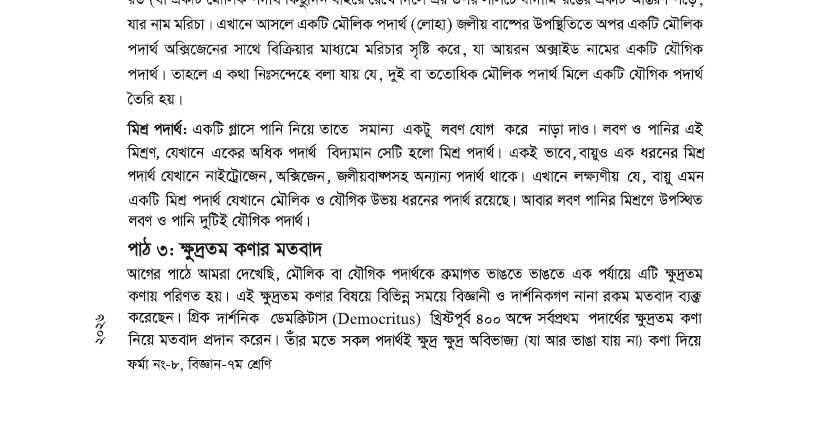 যার নাম মরিচা। এখানে আসলে একটি মৌলিক পদার্থ (লোহা) জলীয় বাষ্পের উপস্থিতিতে অপর একটি মৌলিক
পদার্থ অক্সিজেনের সাথে বিক্রিয়ার মাধ্যমে মরিচার সৃষ্টি করে, যা আয়রন অক্সাইড নামের একটি যৌগিক
পদার্থ। তাহলে এ কথা নিঃসন্দেহে বলা যায় যে, দুই বা ততোধিক মৌলিক পদার্থ মিলে একটি যৌগিক পদার্থ
তৈরি হয়।
মিশ্র পদার্থ: একটি গ্লাসে পানি নিয়ে তাতে সমান্য একটু লবণ যোগ করে নাড়া দাও। লবণ ও পানির এই
মিশ্রণ, যেখানে একের অধিক পদার্থ বিদ্যমান সেটি হলো মিশ্র পদার্থ। একই ভাবে, বায়ুও এক ধরনের মিশ্র
পদার্থ যেখানে নাইট্রোজেন, অক্সিজেন, জলীয়বাষ্পসহ অন্যান্য পদার্থ থাকে। এখানে লক্ষ্যণীয় যে, বায়ু এমন
একটি মিশ্র পদার্থ যেখানে মৌলিক ও যৌগিক উভয় ধরনের পদার্থ রয়েছে। আবার লবণ পানির মিশ্রণে উপস্থিত
লবণ ও পানি দুটিই যৌগিক পদার্থ।
পাঠ ৩: ক্ষুদ্রতম কণার মতবাদ
আগের পাঠে আমরা দেখেছি, মৌলিক বা যৌগিক পদার্থকে ক্রমাগত ভাঙতে ভাঙতে এক পর্যায়ে এটি ক্ষুদ্রতম
কণায় পরিণত হয়। এই ক্ষুদ্রতম কণার বিষয়ে বিভিন্ন সময়ে বিজ্ঞানী ও দার্শনিকগণ নানা রকম মতবাদ ব্যক্ত
করেছেন। গ্রিক দার্শনিক ডেমক্রিটাস (Democritus) খ্রিষ্টপূর্ব ৪০০ অব্দে সর্বপ্রথম পদার্থের ক্ষুদ্রতম কণা
নিয়ে মতবাদ প্রদান করেন। তাঁর মতে সকল পদার্থই ক্ষুদ্র ক্ষুদ্র অবিভাজ্য (যা আর ভাঙা যায় না) কণা দিয়ে
ফর্মা নং-৮, বিজ্ঞান-৭ম শ্রেণি
২০২৬